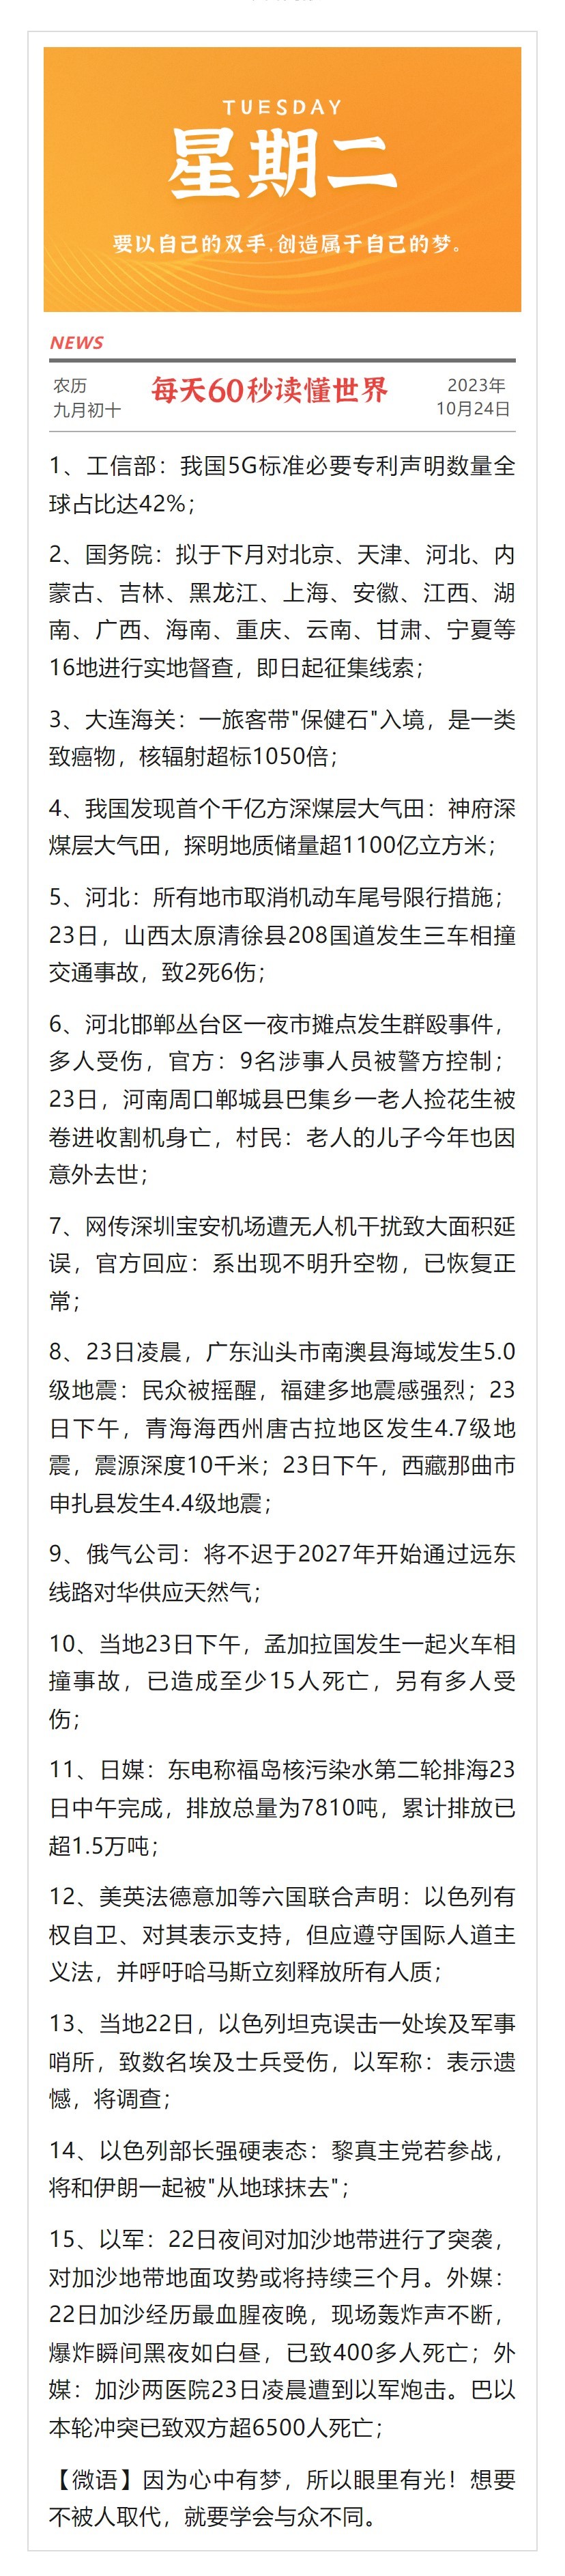 TUESDAY
星期二
要以自己的双手,创造属于自己的梦。
NEWS
农历
九月初十
每天60秒读懂世界
2023年
10月24日
1、工信部：我国5G标准必要专利声明数量全
球占比达42%；
2、国务院：拟于下月对北京、天津、河北、内
蒙古、吉林、黑龙江、上海、安徽、江西、湖
南、广西、海南、重庆、云南、甘肃、宁夏等
16地进行实地督查，即日起征集线索；
3、大连海关：一旅客带"保健石"入境，是一类
致癌物，核辐射超标1050倍；
4、我国发现首个千亿方深煤层大气田：神府深
煤层大气田，探明地质储量超1100亿立方米；
5、河北：所有地市取消机动车尾号限行措施；
23日，山西太原清徐县208国道发生三车相撞
交通事故，致2死6伤；
6、河北邯郸丛台区一夜市摊点发生群殴事件，
多人受伤，官方：9名涉事人员被警方控制；
23日，河南周口郸城县巴集乡一老人捡花生被
卷进收割机身亡，村民：老人的儿子今年也因
意外去世；
7、网传深圳宝安机场遭无人机干扰致大面积延
误，官方回应：系出现不明升空物，已恢复正
常；
8、23日凌晨，广东汕头市南澳县海域发生5.0
级地震：民众被摇醒，福建多地震感强烈；23
日下午，青海海西州唐古拉地区发生4.7级地
震，震源深度10千米；23日下午，西藏那曲市
申扎县发生4.4级地震；
9、俄气公司：将不迟于2027年开始通过远东
线路对华供应天然气；
10、当地23日下午，孟加拉国发生一起火车相
撞事故，已造成至少15人死亡，另有多人受
伤；
11、日媒：东电称福岛核污染水第二轮排海23
日中午完成，排放总量为7810吨，累计排放已
超1.5万吨；
12、美英法德意加等六国联合声明：以色列有
权自卫、对其表示支持，但应遵守国际人道主
义法，并呼吁哈马斯立刻释放所有人质；
13、当地22日，以色列坦克误击一处埃及军事
哨所，致数名埃及士兵受伤，以军称：表示遗
憾，将调查；
14、以色列部长强硬表态：黎真主党若参战，
将和伊朗一起被"从地球抹去"；
15、以军：22日夜间对加沙地带进行了突袭，
对加沙地带地面攻势或将持续三个月。外媒：
22日加沙经历最血腥夜晚，现场轰炸声不断，
爆炸瞬间黑夜如白昼，已致400多人死亡；外
媒：加沙两医院23日凌晨遭到以军炮击。巴以
本轮冲突已致双方超6500人死亡；
【微语】因为心中有梦，所以眼里有光！想要
不被人取代，就要学会与众不同。